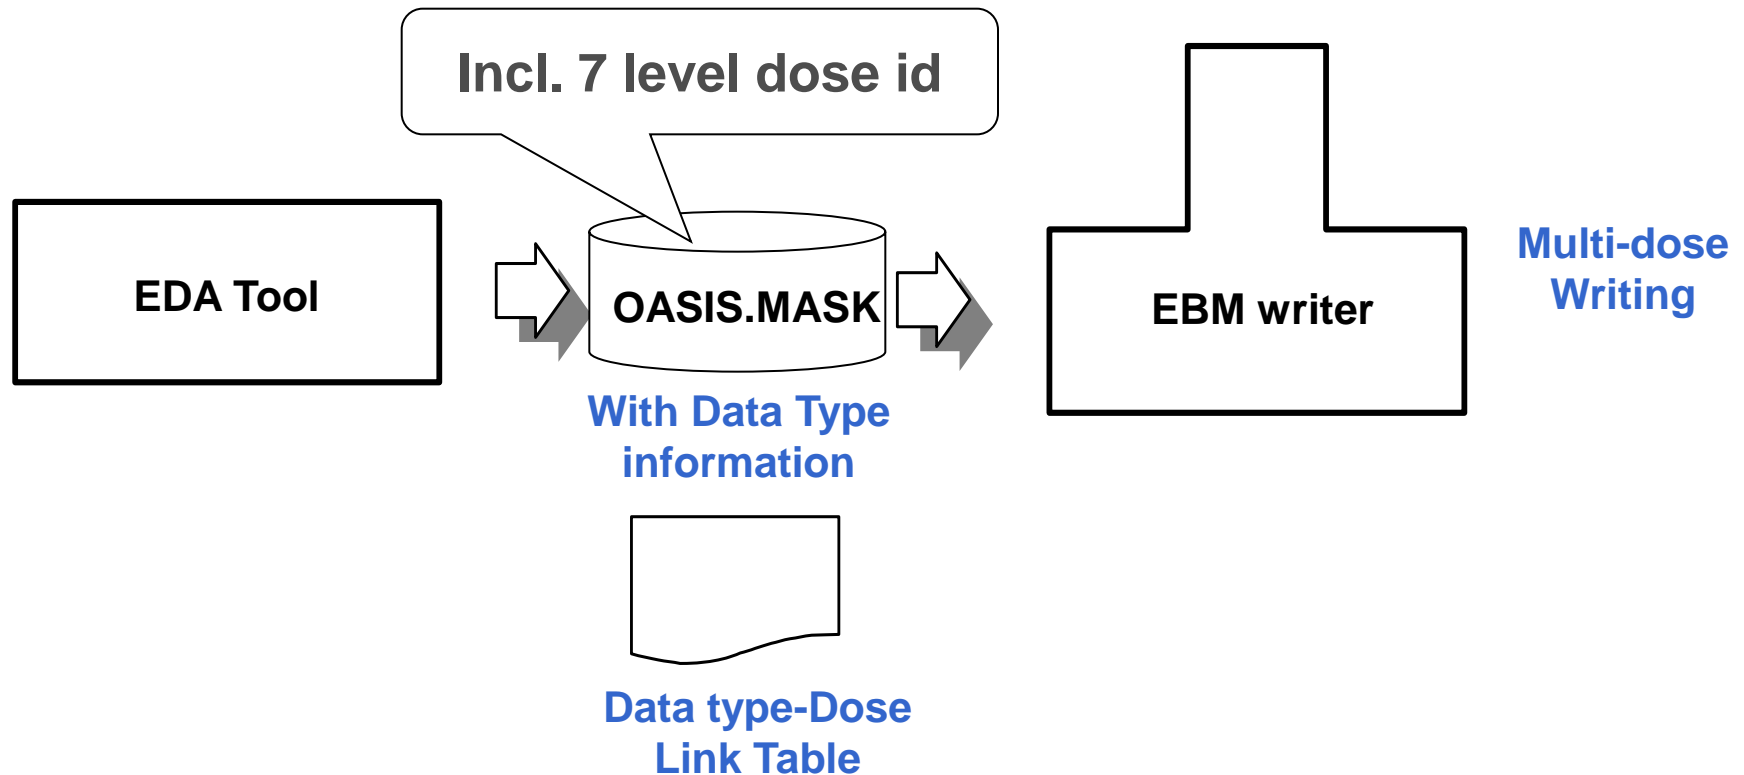 Incl. 7 level dose id
EDA Tool
OASIS.MASK
EBM writer
Multi-dose
Writing
With Data Type
information
Data type-Dose
Link Table